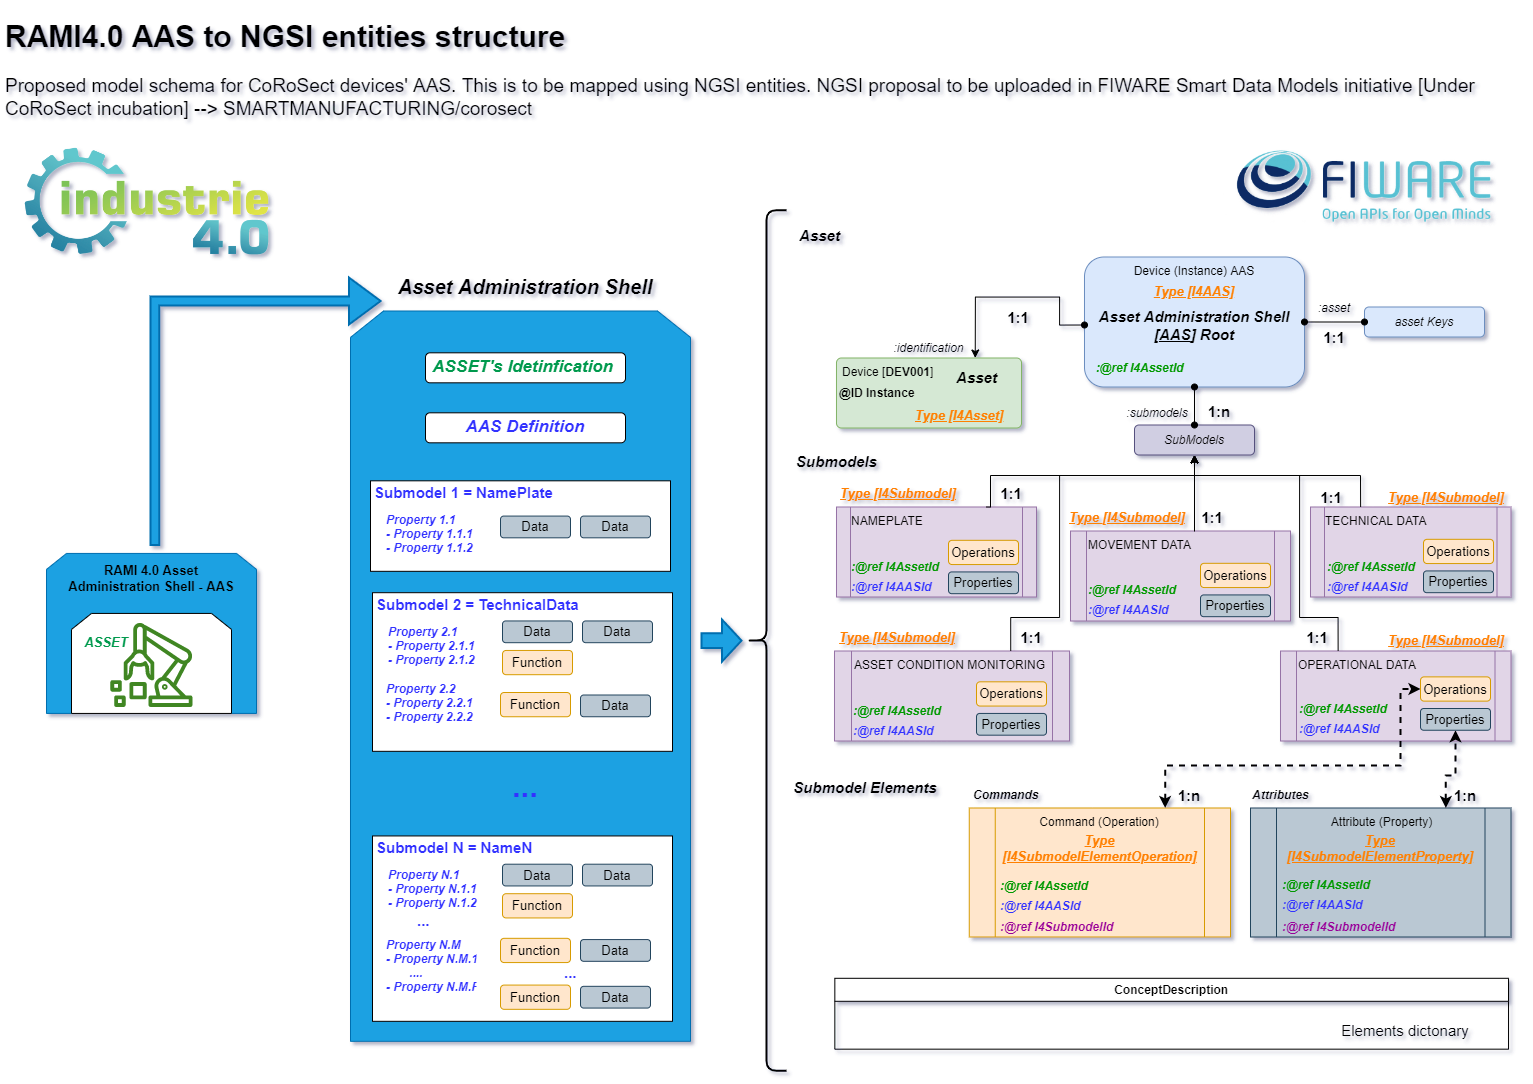 RAMI4.0 AAS to NGSI entities structure
Proposed model schema for CoRoSect devices' AAS. This is to be mapped using NGSI entities. NGSI proposal to be uploaded in FIWARE Smart Data Models initiative [Under
CoRoSect incubation] --> SMARTMANUFACTURING/corosect
industrie
4.0
FIWARE
Open APIs for Open Minds
RAMI 4.0 Asset
Administration Shell - AAS
ASSET
Asset Administration Shell
ASSET's Idetinfication
AAS Definition
Submodel 1 = NamePlate
Property 1.1
- Property 1.1.1
- Property 1.1.2
Data
Data
Submodel 2 = TechnicalData
Property 2.1
- Property 2.1.1
- Property 2.1.2
Data
Data
Function
Property 2.2
- Property 2.2.1
- Property 2.2.2
Function
Data
...
Submodel N = NameN
Property N.1
- Property N.1.1
- Property N.1.2
Data
Data
Function
...
Property N.M
- Property N.M.1
....
- Property N.M.F
Function
Data
...
Function
Data
Asset
Device (Instance) AAS
Type [I4AAS]
Asset Administration Shell
[AAS] Root
:@ref I4AssetId
:asset
1:1
asset Keys
1:1
:identification
Device [DEV001]
Asset
@ID Instance
Type [I4Asset]
:submodels
1:n
SubModels
Submodels
Type [I4Submodel]
1:1
NAMEPLATE
Operations
:@ref I4AssetId
:@ref I4AASId
Properties
Type [I4Submodel]
1:1
MOVEMENT DATA
Operations
:@ref I4AssetId
:@ref I4AASId
Properties
1:1
Type [I4Submodel]
TECHNICAL DATA
Operations
:@ref I4AssetId
:@ref I4AASId
Properties
Type [I4Submodel]
1:1
ASSET CONDITION MONITORING
Operations
:@ref I4AssetId
:@ref I4AASId
Properties
1:1
Type [I4Submodel]
OPERATIONAL DATA
Operations
:@ref I4AssetId
:@ref I4AASId
Properties
Submodel Elements
Commands
1:n
Command (Operation)
Type
[I4SubmodelElementOperation]
:@ref I4AssetId
:@ref I4AASId
:@ref I4SubmodelId
Attributes
1:n
Attribute (Property)
Type
[I4SubmodelElementProperty]
:@ref I4AssetId
:@ref I4AASId
:@ref I4SubmodelId
ConceptDescription
Elements dictonary